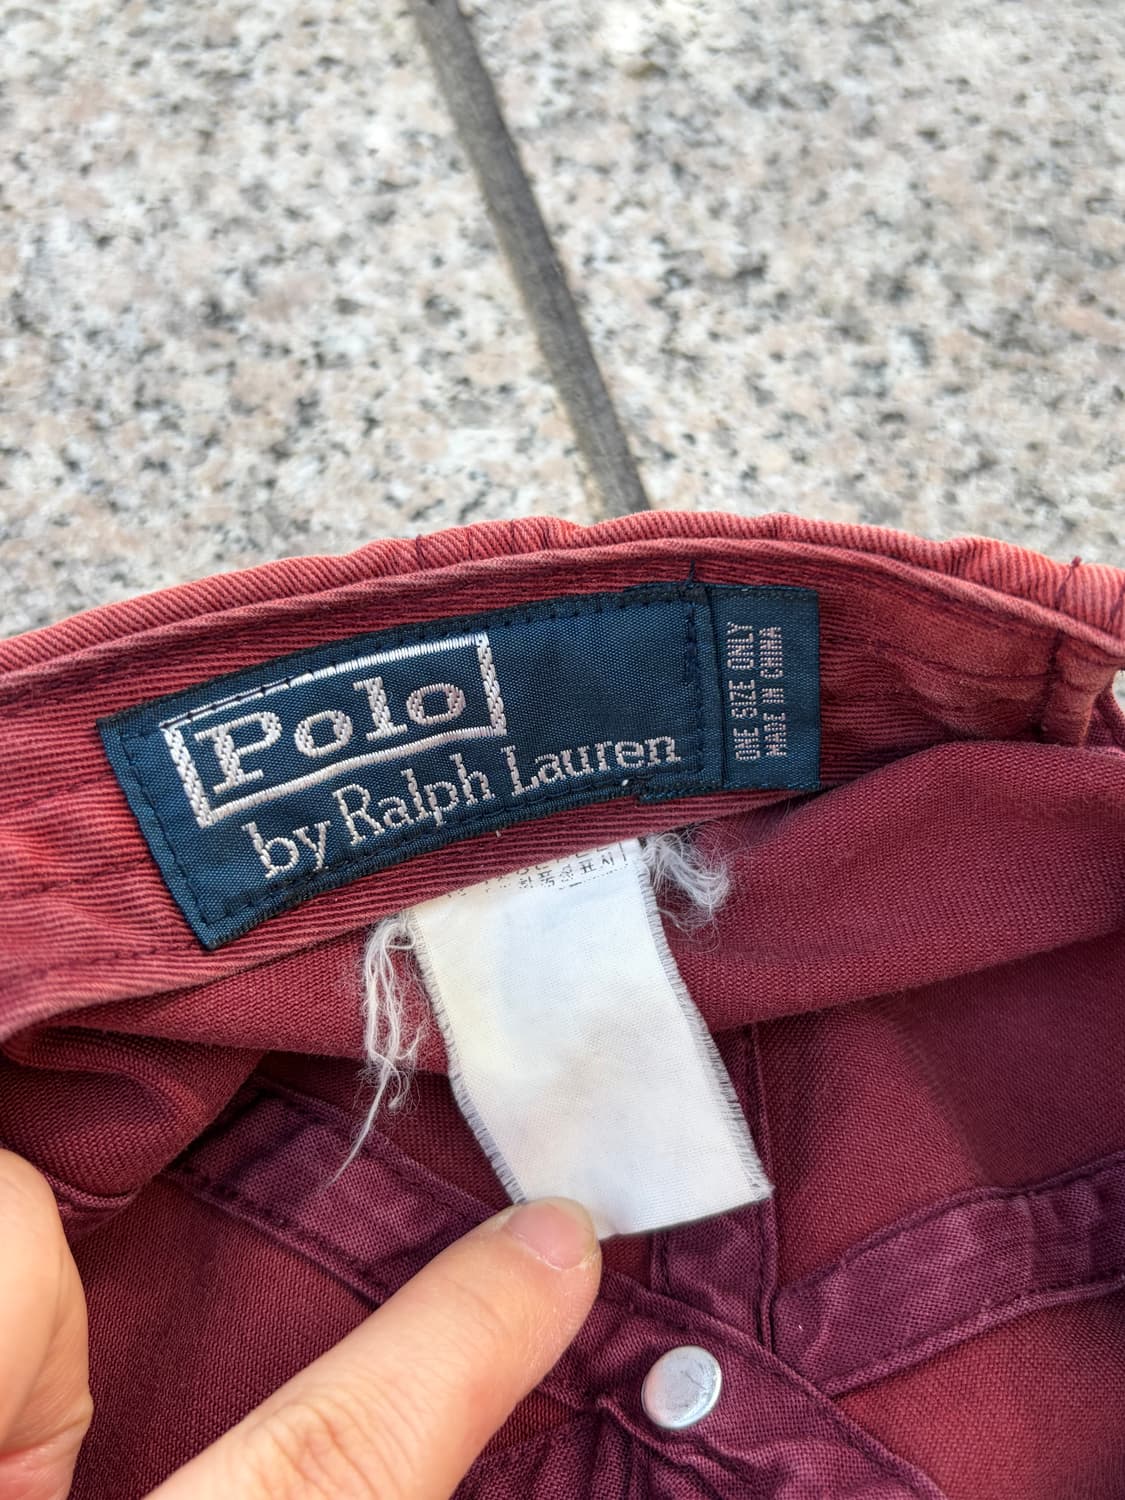 Polo
by Ralph Lauren
ONE SIZE ONLY
MADE IN CHINA